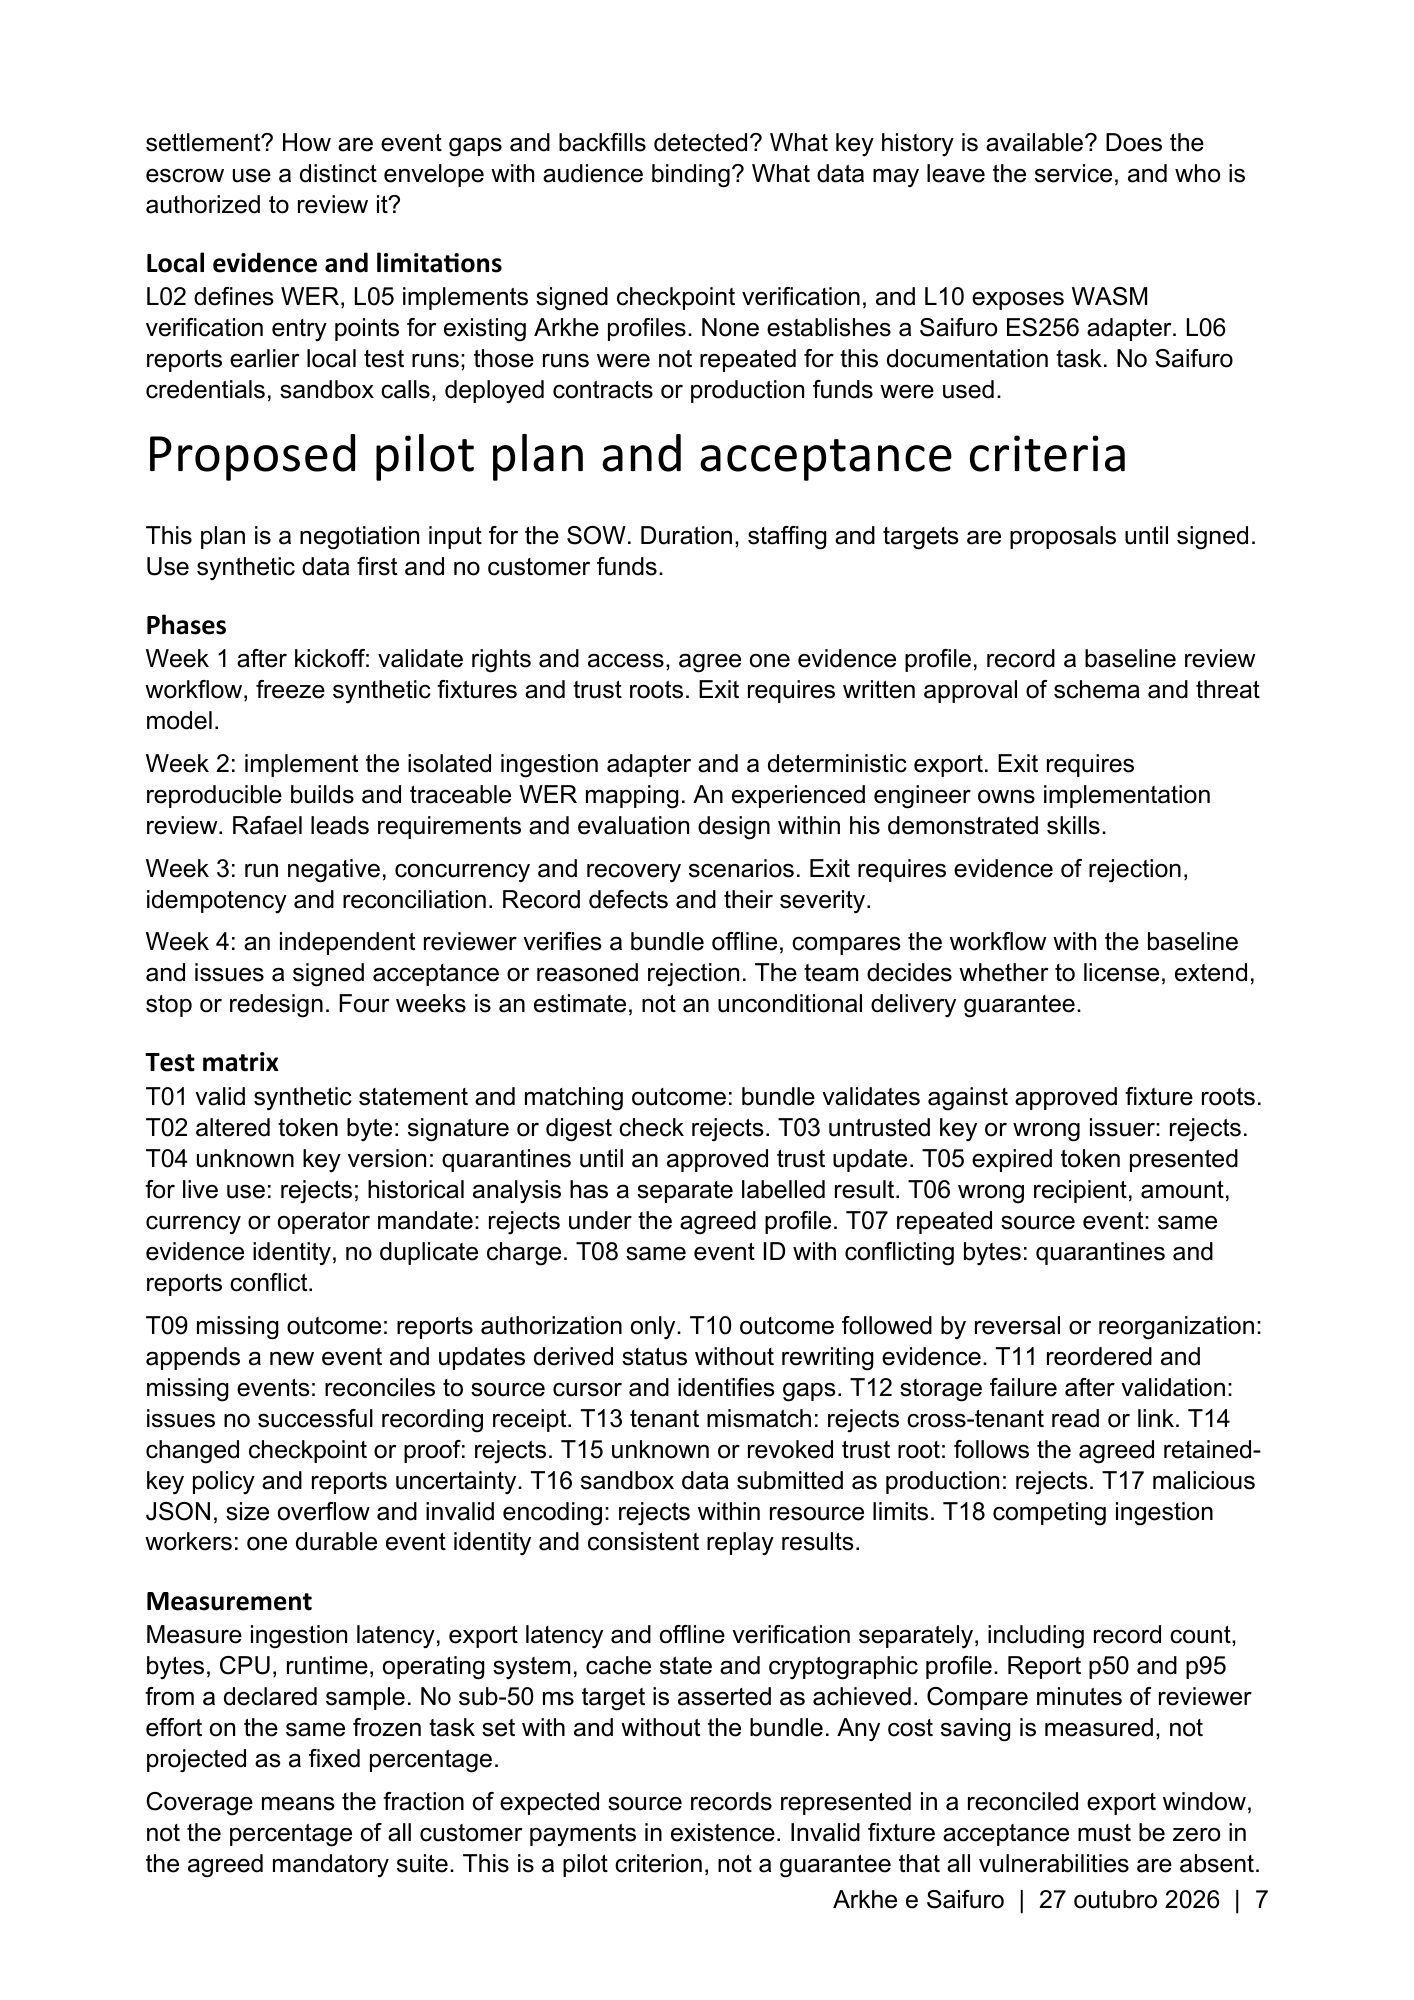 settlement? How are event gaps and backfills detected? What key history is available? Does the
escrow use a distinct envelope with audience binding? What data may leave the service, and who is
authorized to review it?
Local evidence and limitations
L02 defines WER, L05 implements signed checkpoint verification, and L10 exposes WASM
verification entry points for existing Arkhe profiles. None establishes a Saifuro ES256 adapter. L06
reports earlier local test runs; those runs were not repeated for this documentation task. No Saifuro
credentials, sandbox calls, deployed contracts or production funds were used.
Proposed pilot plan and acceptance criteria
This plan is a negotiation input for the SOW. Duration, staffing and targets are proposals until signed.
Use synthetic data first and no customer funds.
Phases
Week 1 after kickoff: validate rights and access, agree one evidence profile, record a baseline review
workflow, freeze synthetic fixtures and trust roots. Exit requires written approval of schema and threat
model.
Week 2: implement the isolated ingestion adapter and a deterministic export. Exit requires
reproducible builds and traceable WER mapping. An experienced engineer owns implementation
review. Rafael leads requirements and evaluation design within his demonstrated skills.
Week 3: run negative, concurrency and recovery scenarios. Exit requires evidence of rejection,
idempotency and reconciliation. Record defects and their severity.
Week 4: an independent reviewer verifies a bundle offline, compares the workflow with the baseline
and issues a signed acceptance or reasoned rejection. The team decides whether to license, extend,
stop or redesign. Four weeks is an estimate, not an unconditional delivery guarantee.
Test matrix
T01 valid synthetic statement and matching outcome: bundle validates against approved fixture roots.
T02 altered token byte: signature or digest check rejects. T03 untrusted key or wrong issuer: rejects.
T04 unknown key version: quarantines until an approved trust update. T05 expired token presented
for live use: rejects; historical analysis has a separate labelled result. T06 wrong recipient, amount,
currency or operator mandate: rejects under the agreed profile. T07 repeated source event: same
evidence identity, no duplicate charge. T08 same event ID with conflicting bytes: quarantines and
reports conflict.
T09 missing outcome: reports authorization only. T10 outcome followed by reversal or reorganization:
appends a new event and updates derived status without rewriting evidence. T11 reordered and
missing events: reconciles to source cursor and identifies gaps. T12 storage failure after validation:
issues no successful recording receipt. T13 tenant mismatch: rejects cross-tenant read or link. T14
changed checkpoint or proof: rejects. T15 unknown or revoked trust root: follows the agreed retained-
key policy and reports uncertainty. T16 sandbox data submitted as production: rejects. T17 malicious
JSON, size overflow and invalid encoding: rejects within resource limits. T18 competing ingestion
workers: one durable event identity and consistent replay results.
Measurement
Measure ingestion latency, export latency and offline verification separately, including record count,
bytes, CPU, runtime, operating system, cache state and cryptographic profile. Report p50 and p95
from a declared sample. No sub-50 ms target is asserted as achieved. Compare minutes of reviewer
effort on the same frozen task set with and without the bundle. Any cost saving is measured, not
projected as a fixed percentage.
Coverage means the fraction of expected source records represented in a reconciled export window,
not the percentage of all customer payments in existence. Invalid fixture acceptance must be zero in
the agreed mandatory suite. This is a pilot criterion, not a guarantee that all vulnerabilities are absent.
Arkhe e Saifuro | 27 outubro 2026 | 7